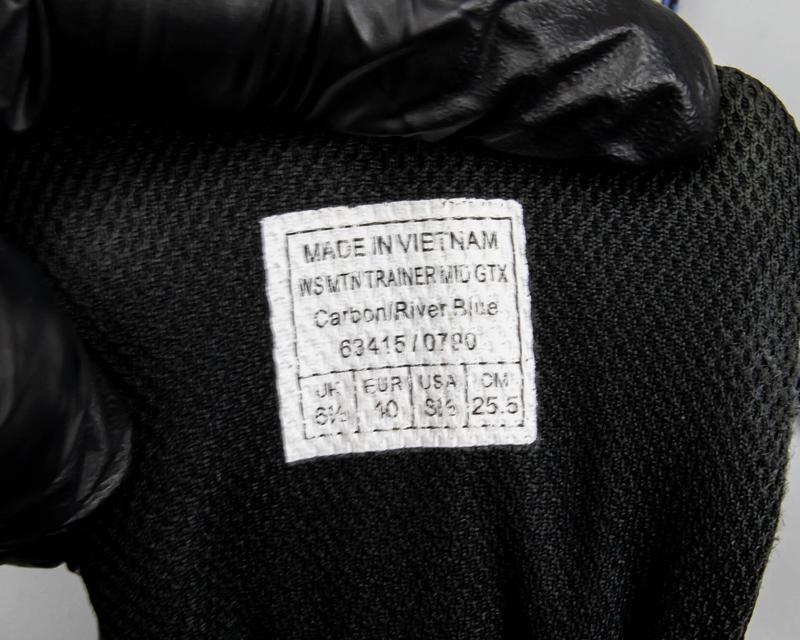 MADE IN VIETNAM
WS MTN TRAINER MID GTX
Carbon/River Blue
63415 / 0790
UK EUR USA CM
6½ 40 8½ 25.5